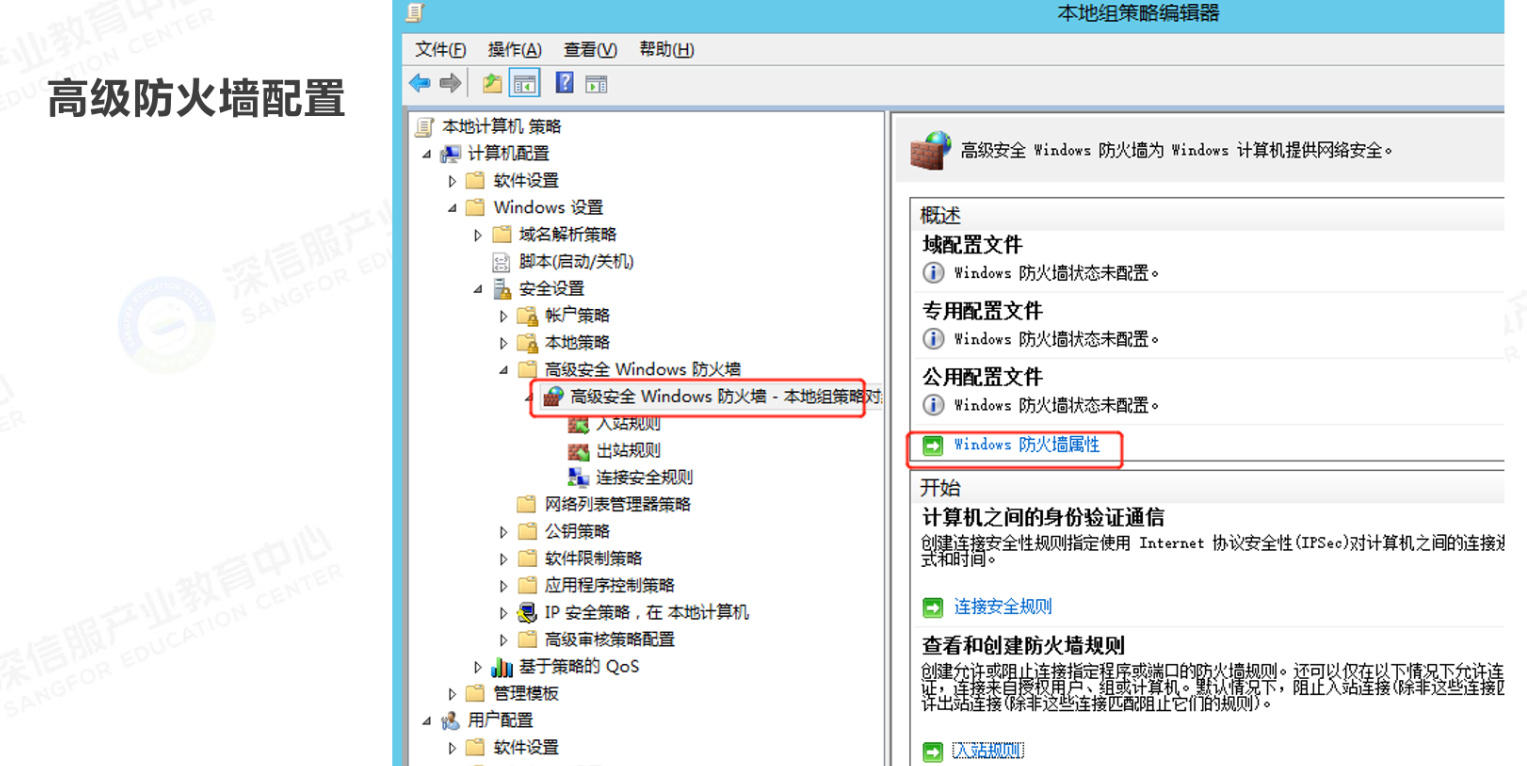 高级防火墙配置
本地组策略编辑器
文件(F) 操作(A) 查看(V) 帮助(H)
本地计算机 策略
计算机配置
软件设置
Windows 设置
域名解析策略
脚本(启动/关机)
安全设置
帐户策略
本地策略
高级安全 Windows 防火墙
高级安全 Windows 防火墙 - 本地组策略对
入站规则
出站规则
连接安全规则
网络列表管理器策略
公钥策略
软件限制策略
应用程序控制策略
IP 安全策略，在 本地计算机
高级审核策略配置
基于策略的 QoS
管理模板
用户配置
软件设置
高级安全 Windows 防火墙为 Windows 计算机提供网络安全。
概述
域配置文件
Windows 防火墙状态未配置。
专用配置文件
Windows 防火墙状态未配置。
公用配置文件
Windows 防火墙状态未配置。
Windows 防火墙属性
开始
计算机之间的身份验证通信
创建连接安全性规则指定使用 Internet 协议安全性(IPSec)对计算机之间的连接进
式和时间。
连接安全规则
查看和创建防火墙规则
创建允许或阻止连接指定程序或端口的防火墙规则。还可以仅在以下情况下允许连
证，连接来自授权用户、组或计算机。默认情况下，阻止入站连接(除非这些连接匹
许出站连接(除非这些连接匹配阻止它们的规则)。
入站规则
深信服产业教育中心
SANGFOR EDUCATION CENTER